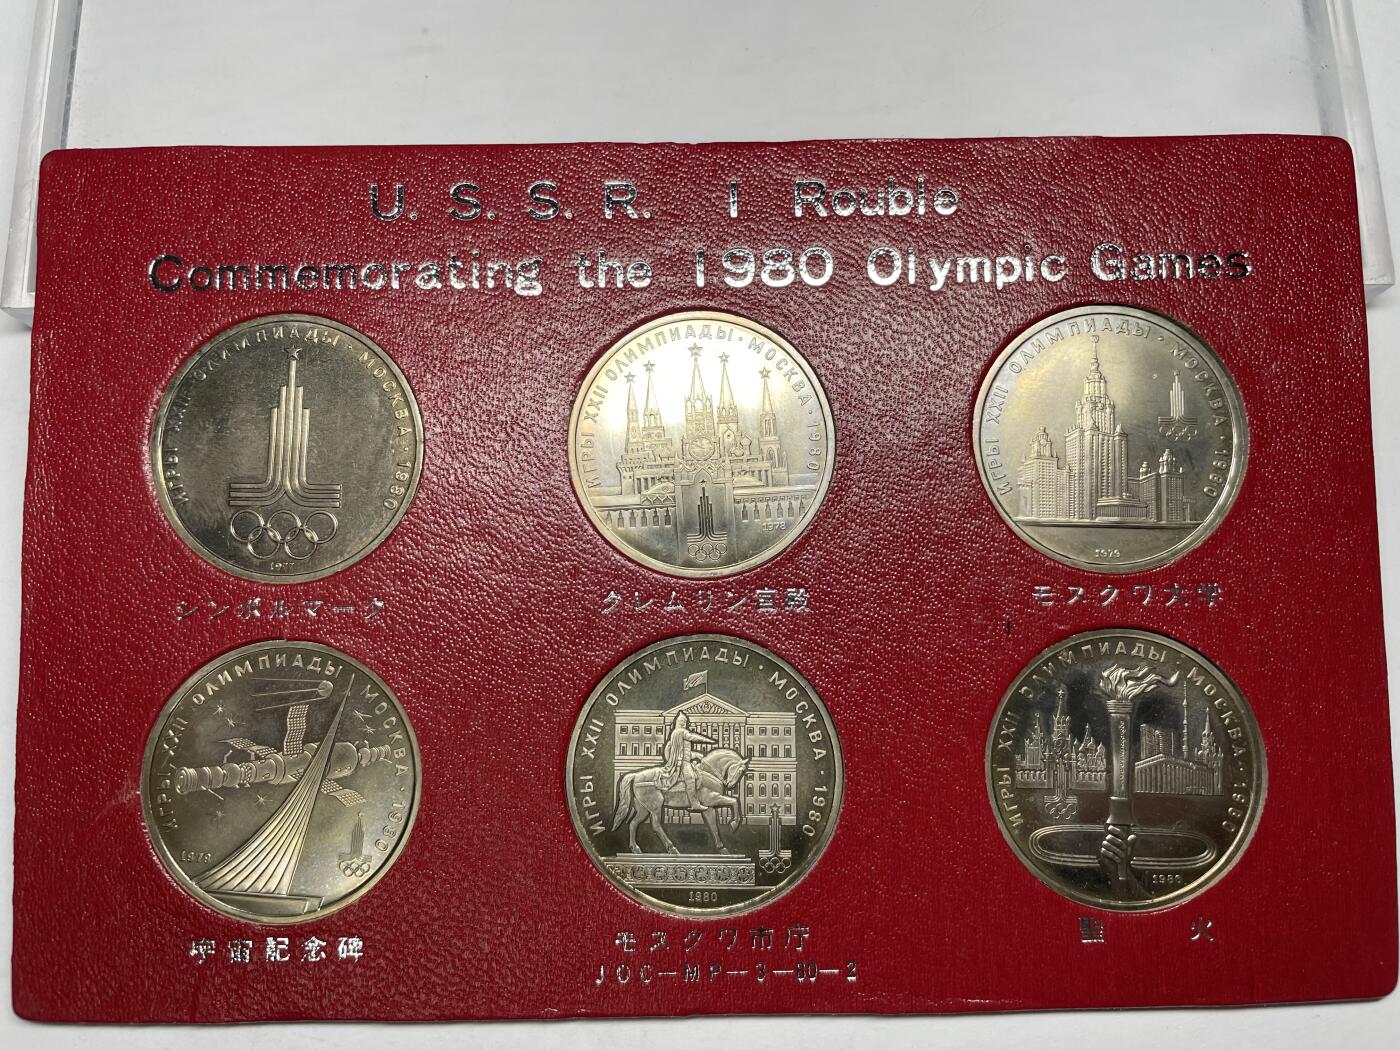 U. S. S. R. 1 Rouble
Commemorating the 1980 Olympic Games
ИГРЫ XXII ОЛИМПИАДЫ · МОСКВА · 1980
1977
シンボルマーク
ИГРЫ XXII ОЛИМПИАДЫ · МОСКВА · 1980
1978
クレムリン宮殿
ИГРЫ XXII ОЛИМПИАДЫ · МОСКВА · 1980
1979
モスクワ大学
ИГРЫ XXII ОЛИМПИАДЫ МОСКВА · 1980
1979
宇宙記念碑
ИГРЫ XXII ОЛИМПИАДЫ · МОСКВА · 1980
1980
モスクワ市庁
ИГРЫ XXII ОЛИМПИАДЫ · МОСКВА · 1980
1980
聖 火
JOC-MP-3-80-2